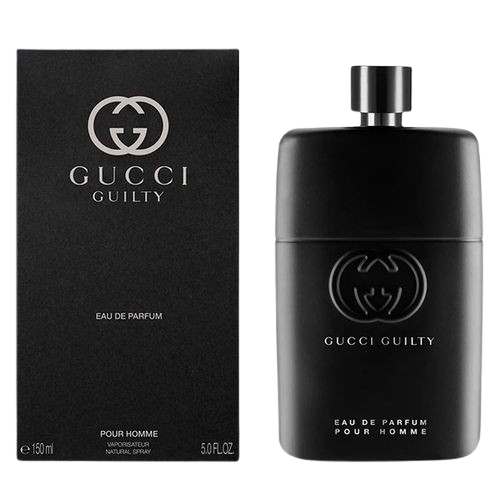 GUCCI
GUILTY
EAU DE PARFUM
POUR HOMME
VAPORISATEUR
NATURAL SPRAY
℮ 150 ml
5.0 FL.OZ.
GUCCI GUILTY
EAU DE PARFUM
POUR HOMME